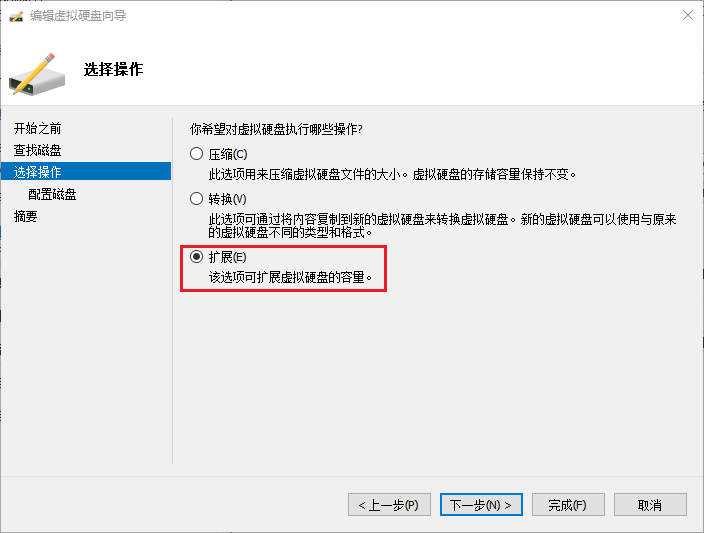 编辑虚拟硬盘向导
选择操作
开始之前
查找磁盘
选择操作
配置磁盘
摘要
你希望对虚拟硬盘执行哪些操作?
压缩(C)
此选项用来压缩虚拟硬盘文件的大小。虚拟硬盘的存储容量保持不变。
转换(V)
此选项可通过将内容复制到新的虚拟硬盘来转换虚拟硬盘。新的虚拟硬盘可以使用与原来
的虚拟硬盘不同的类型和格式。
扩展(E)
该选项可扩展虚拟硬盘的容量。
< 上一步(P)
下一步(N) >
完成(F)
取消